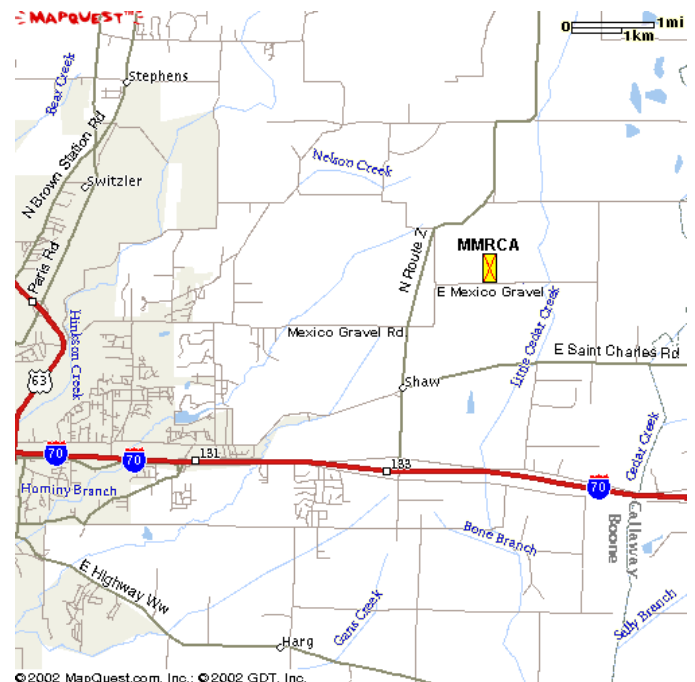 MAPQUEST™
0 1mi
1km
Stephens
Bear Creek
N Brown Station Rd
Nelson Creek
Switzler
Paris Rd
N Route Z
MMRCA
E Mexico Gravel
Hinkson Creek
Mexico Gravel Rd
Little Cedar Creek
E Saint Charles Rd
63
Shaw
Cedar Creek
70
70
131
133
70
Hominy Branch
Callaway
Boone
Bone Branch
E Highway Ww
Gans Creek
Sally Branch
Harg
©2002 MapQuest.com, Inc.; ©2002 GDT, Inc.